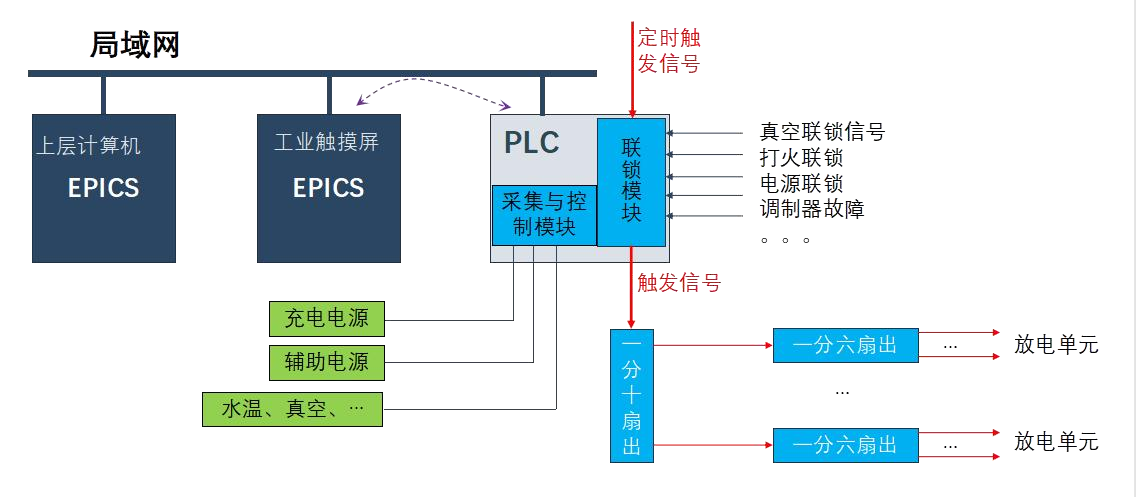 局域网
定时触
发信号
上层计算机
EPICS
工业触摸屏
EPICS
PLC
联
锁
模
块
采集与控
制模块
真空联锁信号
打火联锁
电源联锁
调制器故障
。。。
触发信号
充电电源
辅助电源
水温、真空、…
一
分
十
扇
出
一分六扇出
…
放电单元
…
一分六扇出
…
放电单元